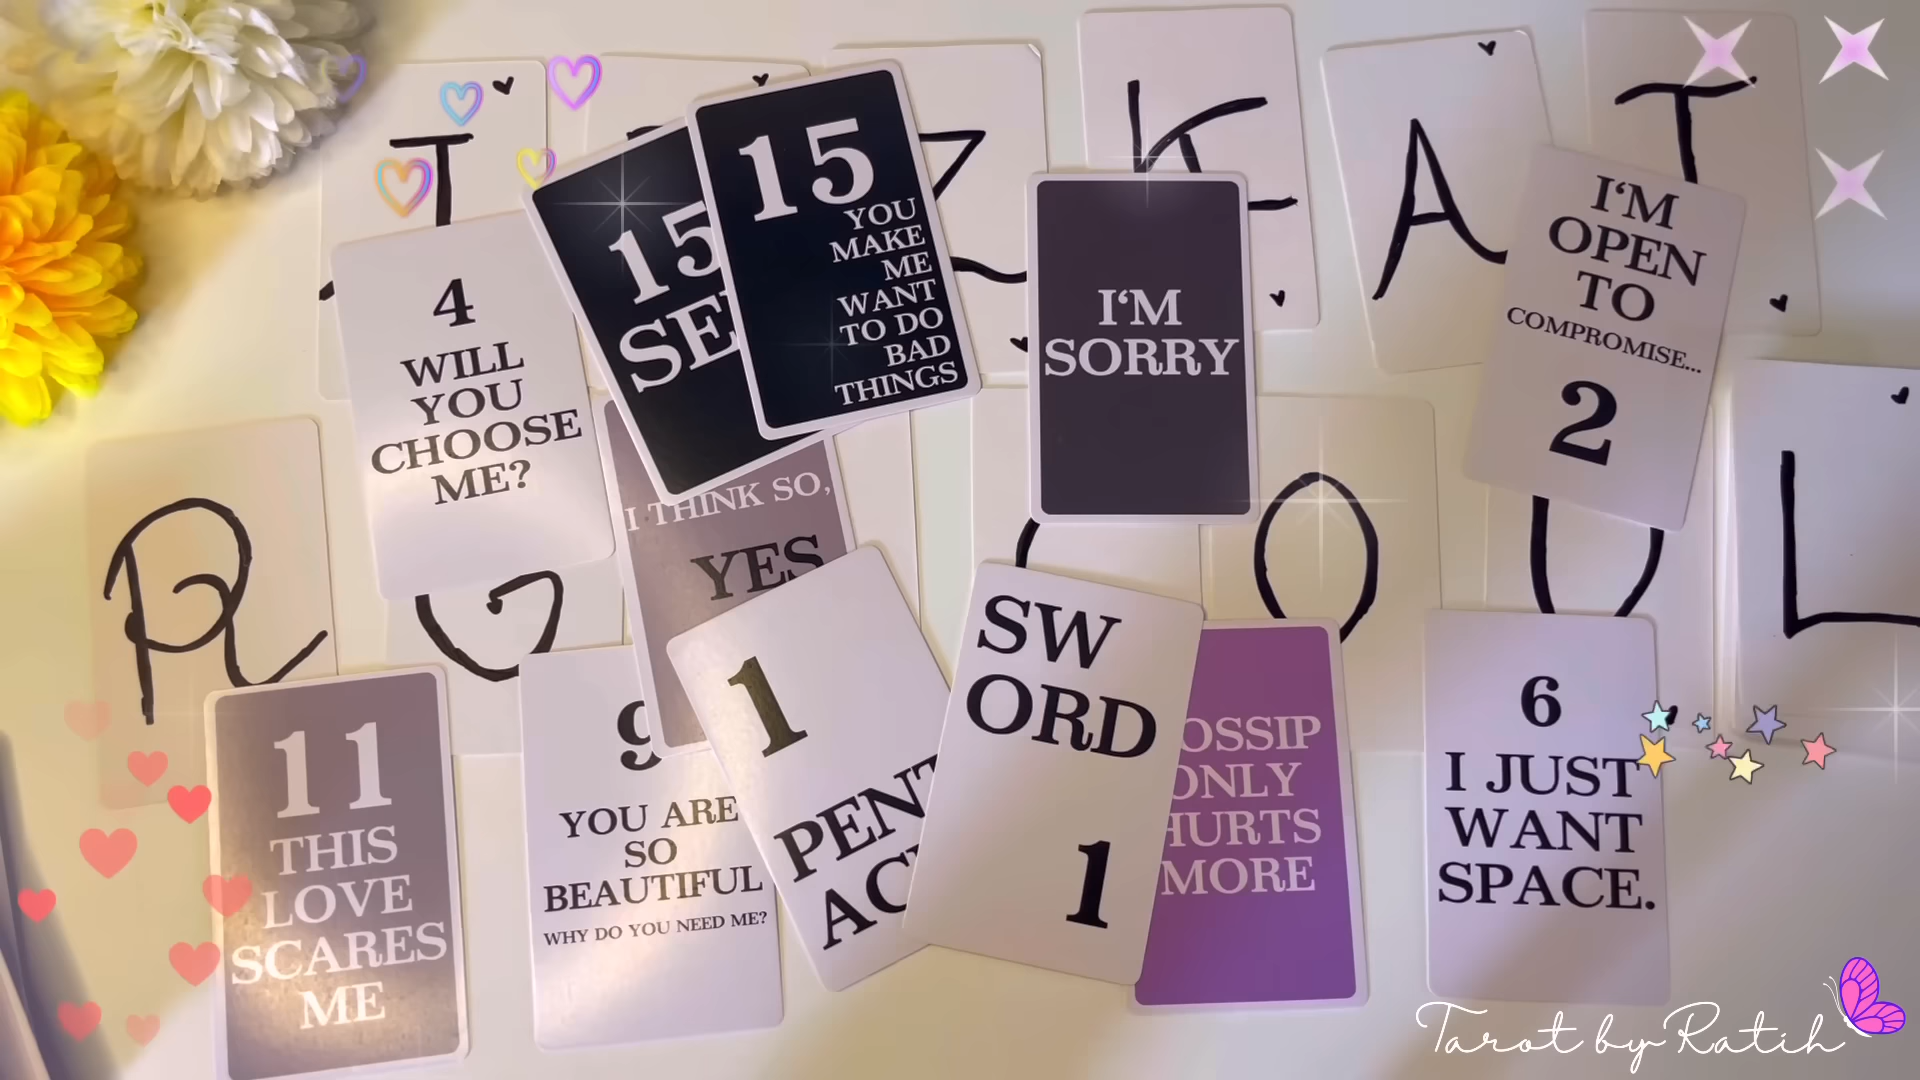 I
Z
K
A
T
15
SE
15
YOU
MAKE
ME
WANT
TO DO
BAD
THINGS
4
WILL
YOU
CHOOSE
ME?
I'M
SORRY
I'M
OPEN
TO
COMPROMISE...
2
I THINK SO,
YES
R
G
O
U
L
11
THIS
LOVE
SCARES
ME
9
YOU ARE
SO
BEAUTIFUL
WHY DO YOU NEED ME?
1
PENT
AC
SW
ORD
1
OSSIP
ONLY
HURTS
MORE
6
I JUST
WANT
SPACE.
Tarot by Ratih